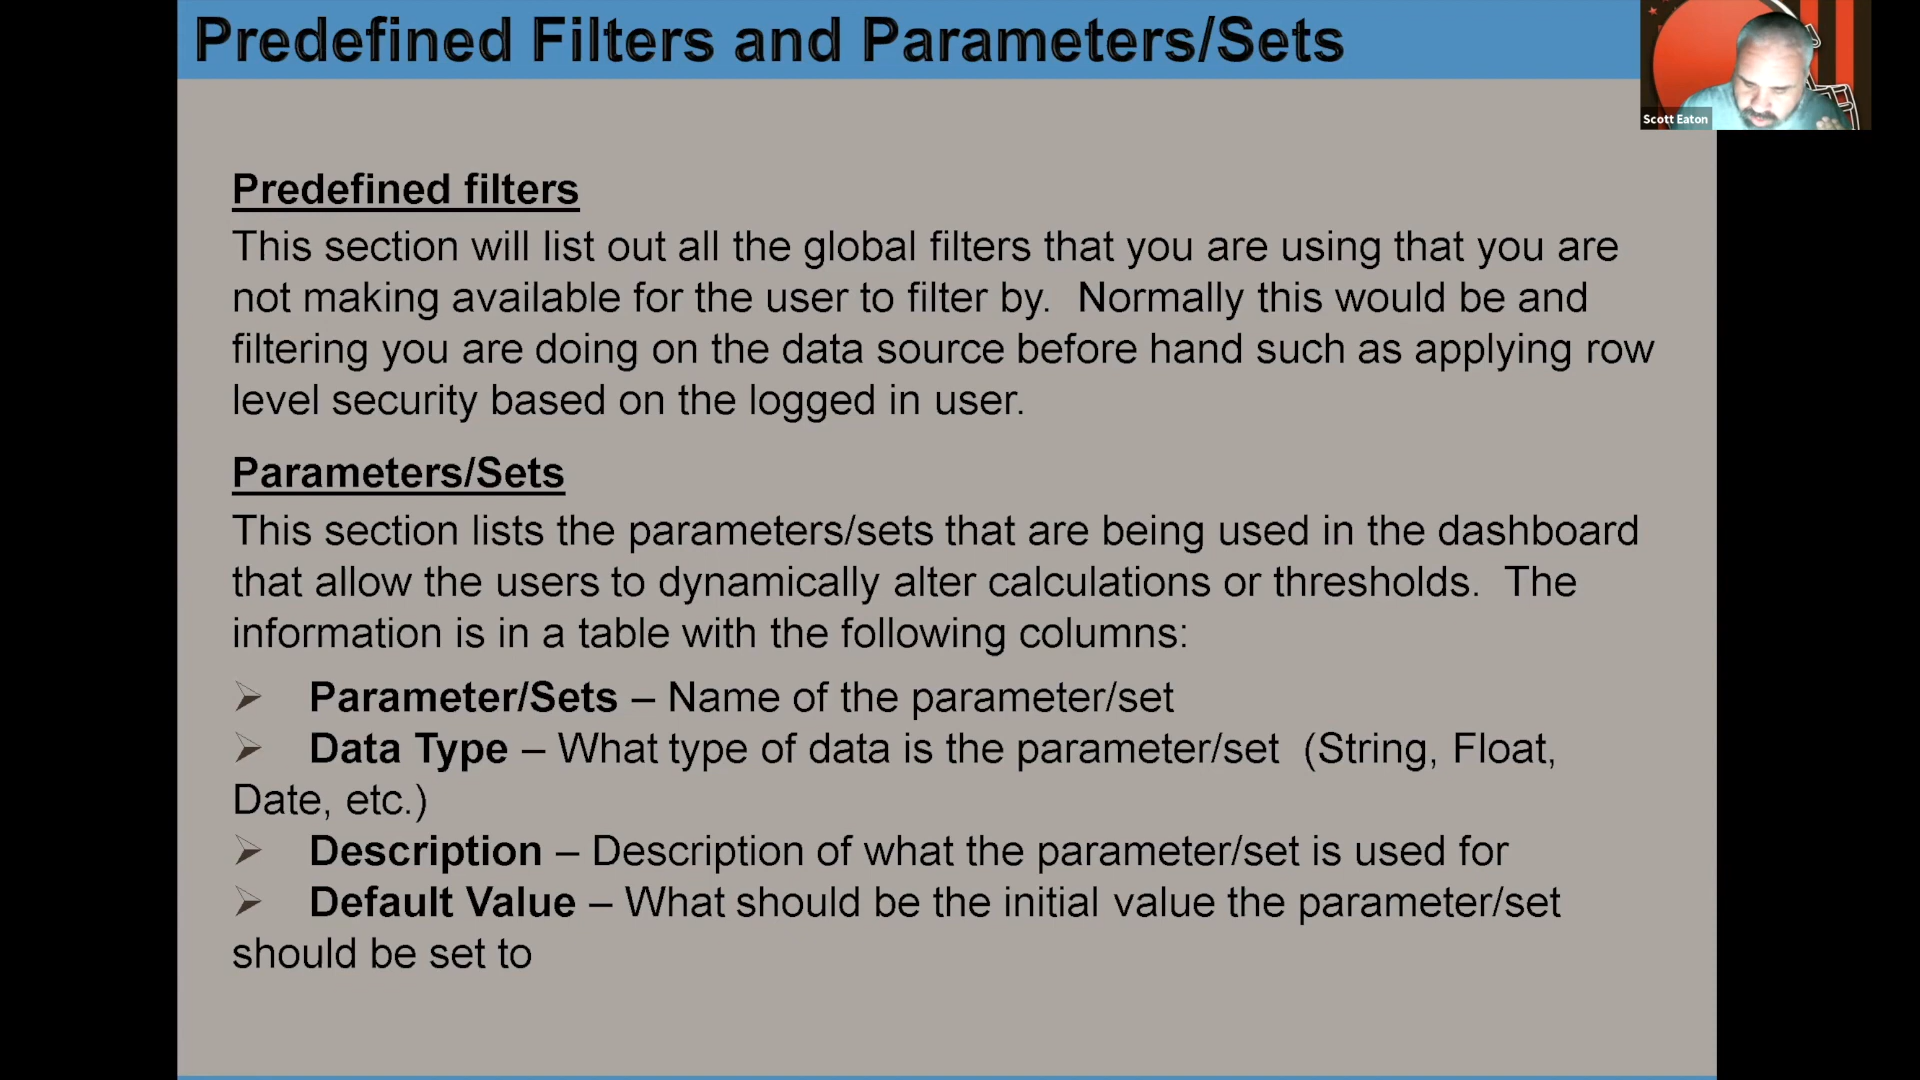 Predefined Filters and Parameters/Sets
Scott Eaton
Predefined filters
This section will list out all the global filters that you are using that you are
not making available for the user to filter by.  Normally this would be and
filtering you are doing on the data source before hand such as applying row
level security based on the logged in user.
Parameters/Sets
This section lists the parameters/sets that are being used in the dashboard
that allow the users to dynamically alter calculations or thresholds.  The
information is in a table with the following columns:
➢ Parameter/Sets – Name of the parameter/set
➢ Data Type – What type of data is the parameter/set  (String, Float,
Date, etc.)
➢ Description – Description of what the parameter/set is used for
➢ Default Value – What should be the initial value the parameter/set
should be set to